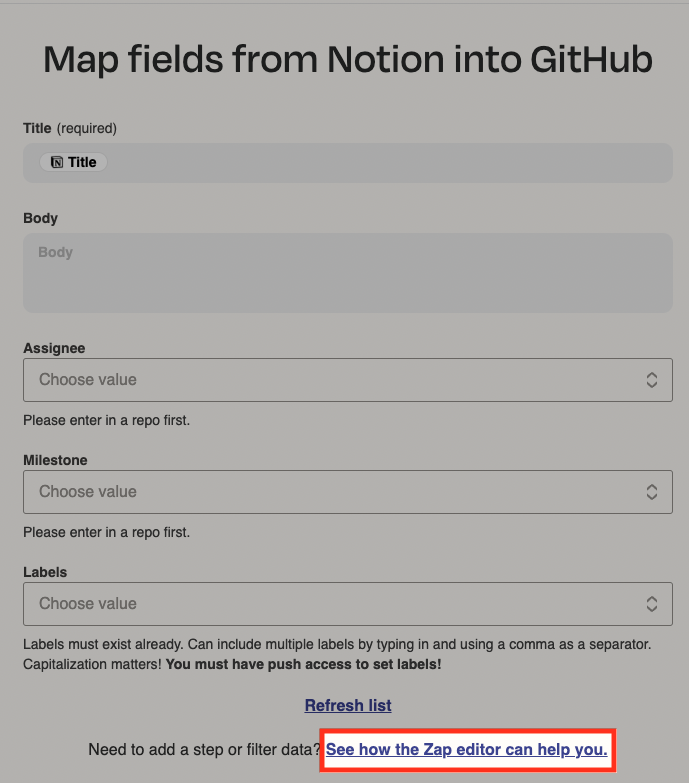 Map fields from Notion into GitHub
Title (required)
Title
Body
Body
Assignee
Choose value
Please enter in a repo first.
Milestone
Choose value
Please enter in a repo first.
Labels
Choose value
Labels must exist already. Can include multiple labels by typing in and using a comma as a separator.
Capitalization matters! You must have push access to set labels!
Refresh list
Need to add a step or filter data? See how the Zap editor can help you.